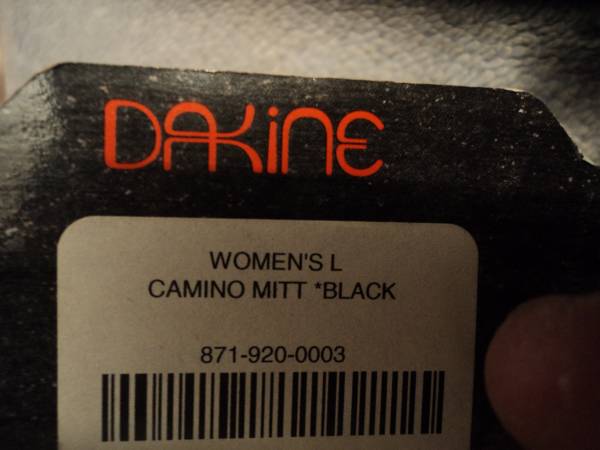 DAKINE
WOMEN'S L
CAMINO MITT *BLACK
871-920-0003